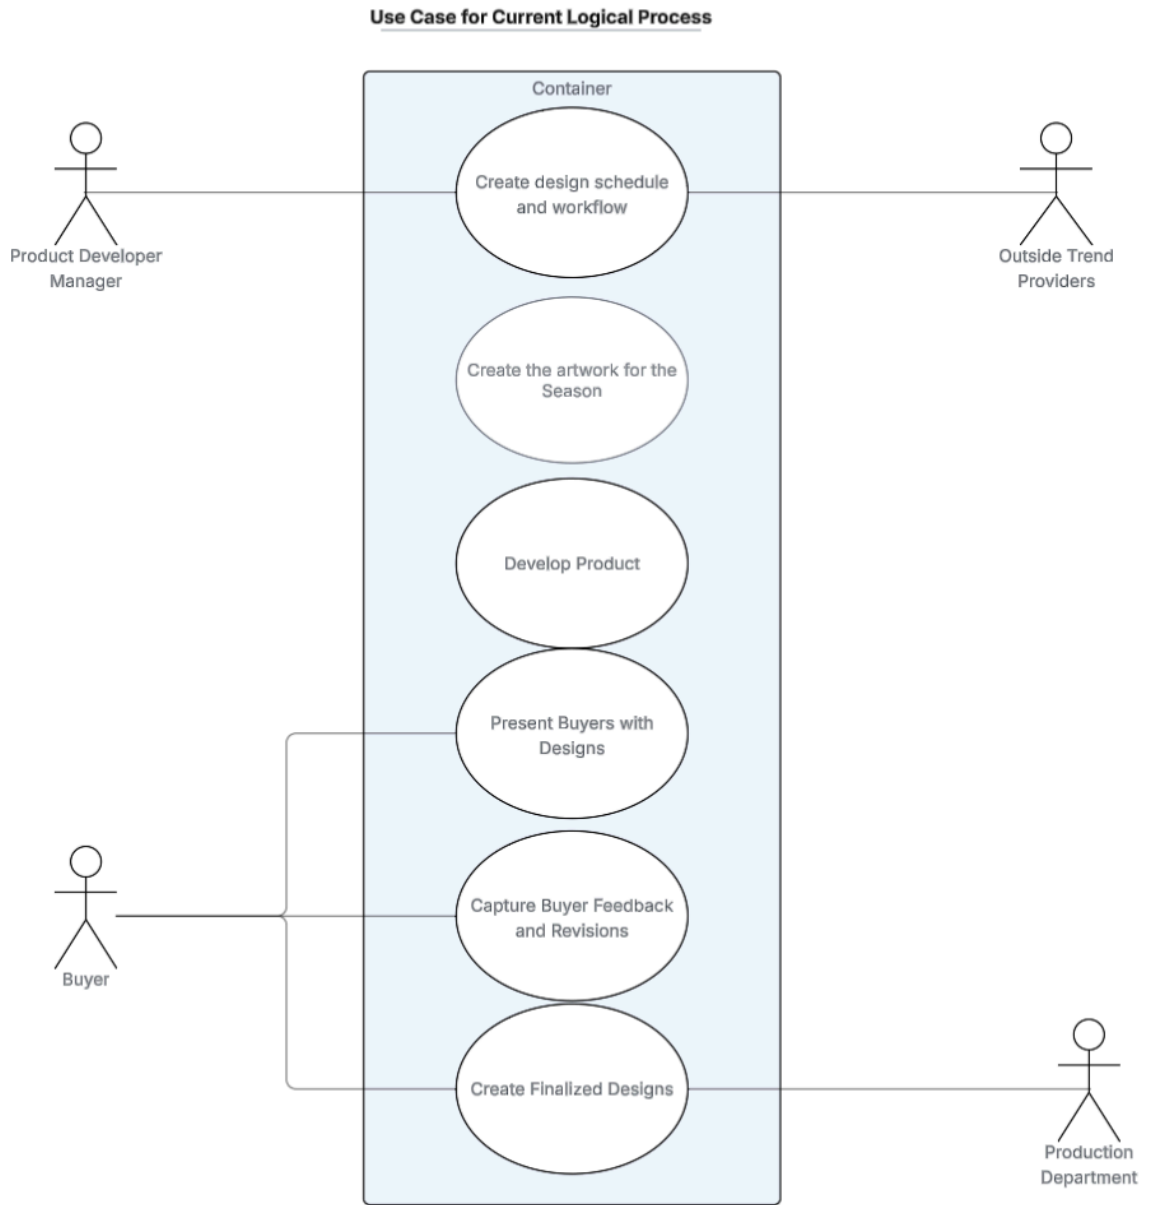 Use Case for Current Logical Process
Container
Create design schedule
and workflow
Product Developer
Manager
Outside Trend
Providers
Create the artwork for the
Season
Develop Product
Present Buyers with
Designs
Capture Buyer Feedback
and Revisions
Buyer
Create Finalized Designs
Production
Department